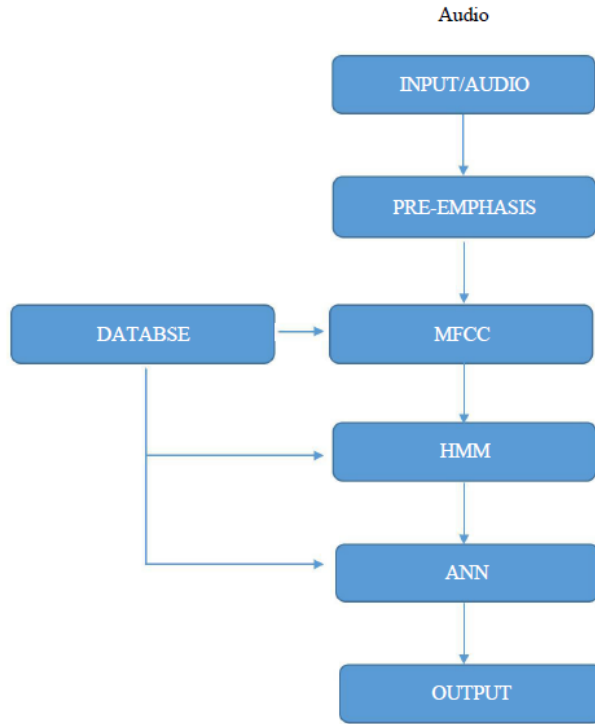 Audio
INPUT/AUDIO
PRE-EMPHASIS
DATABSE
MFCC
HMM
ANN
OUTPUT